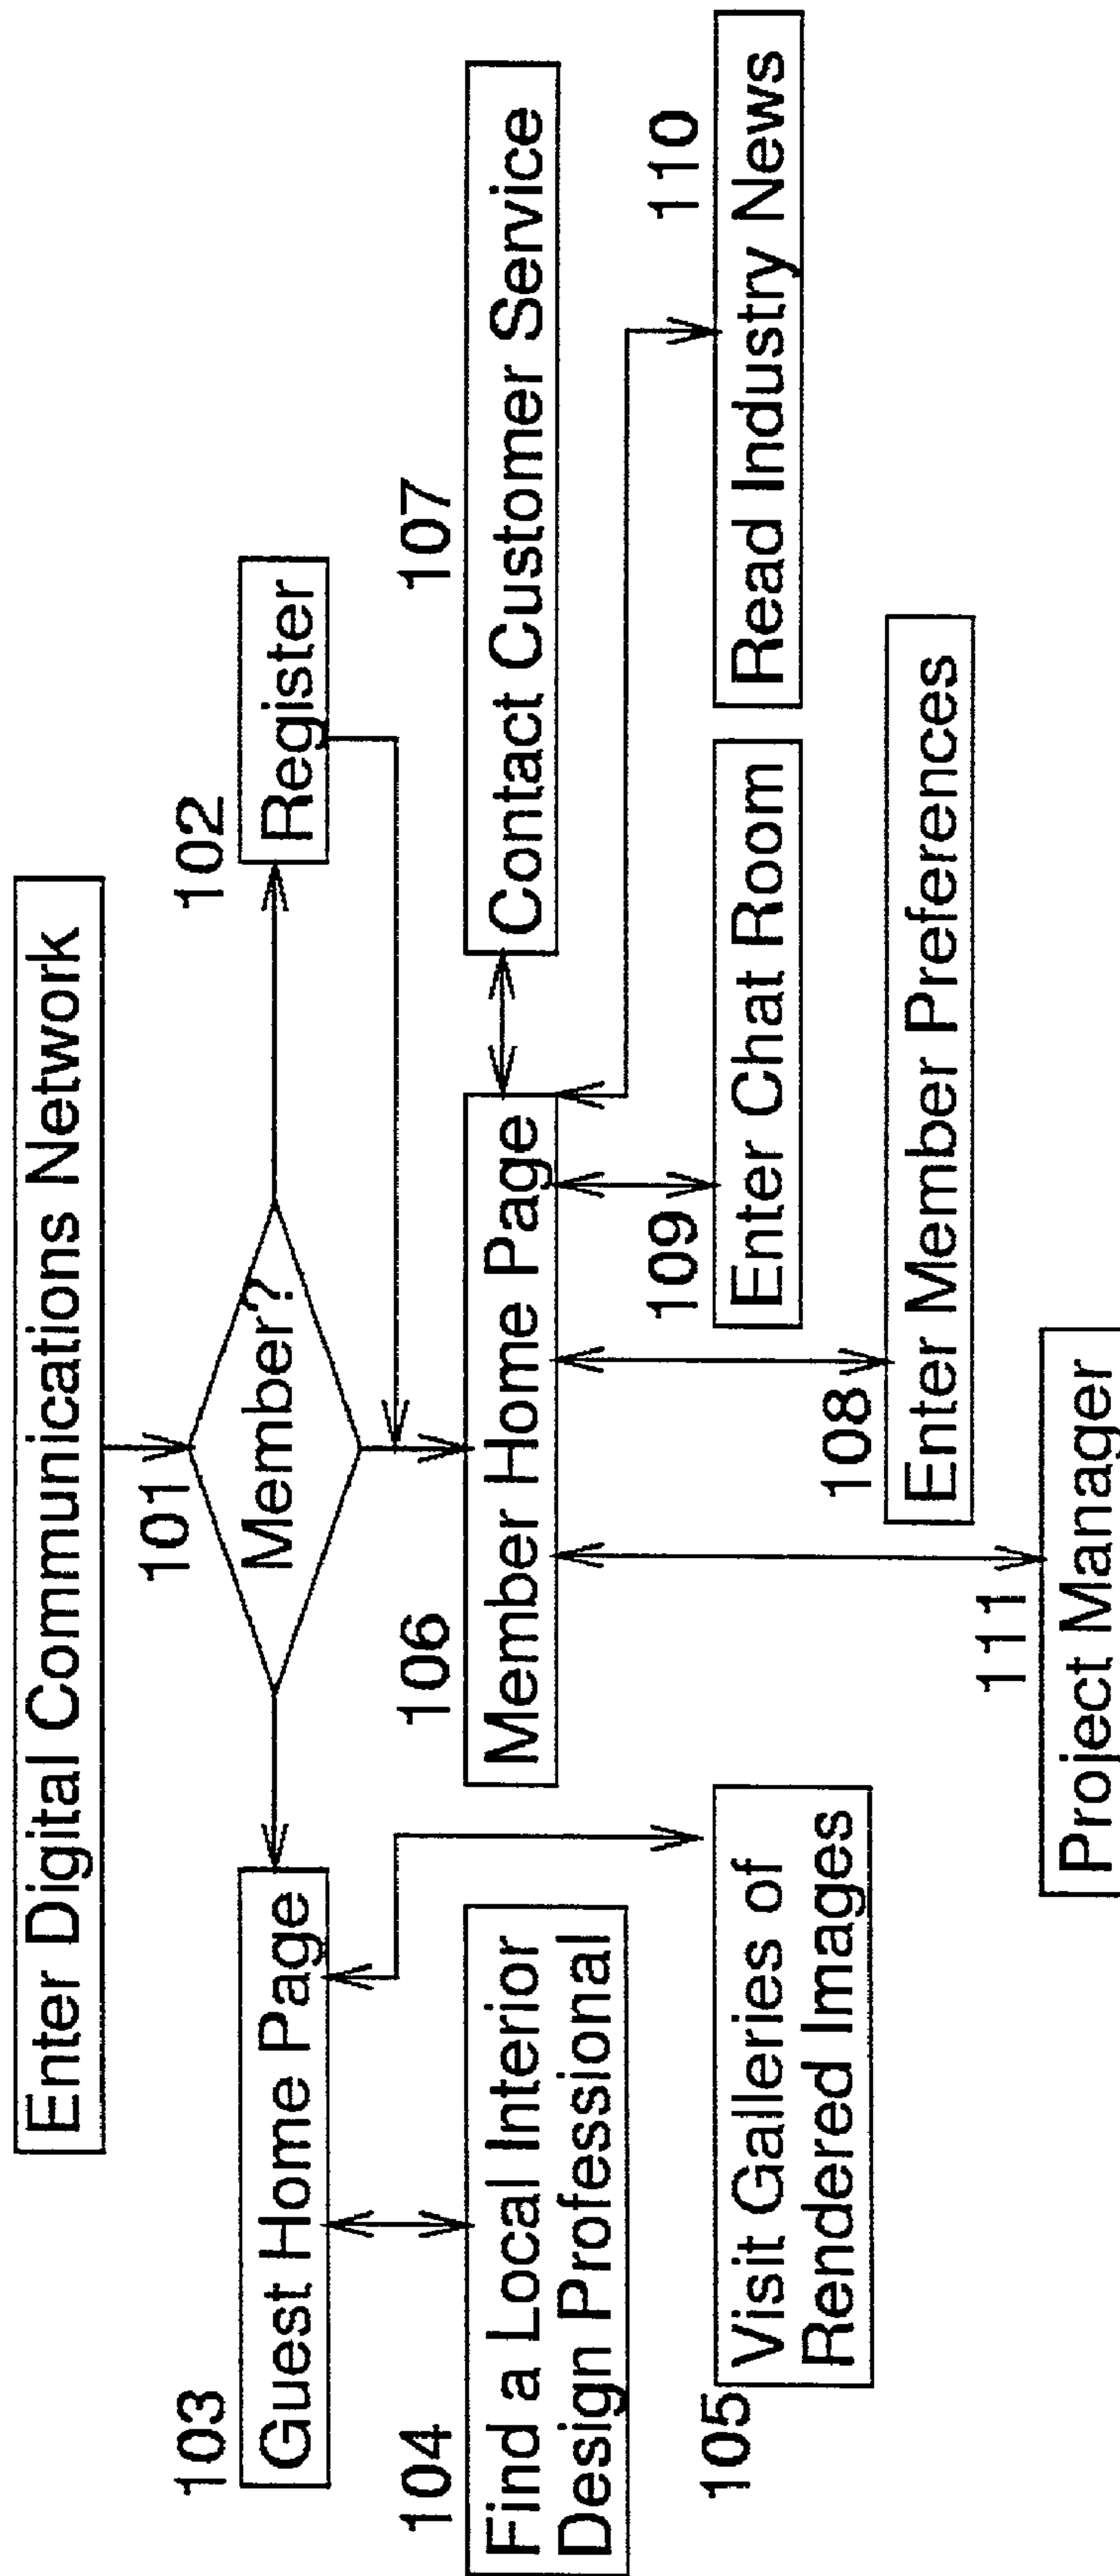 Enter Digital Communications Network
101
Member?
102
Register
103
Guest Home Page
104
Find a Local Interior
Design Professional
105
Visit Galleries of
Rendered Images
106
Member Home Page
107
Contact Customer Service
109
Enter Chat Room
110
Read Industry News
108
Enter Member Preferences
111
Project Manager